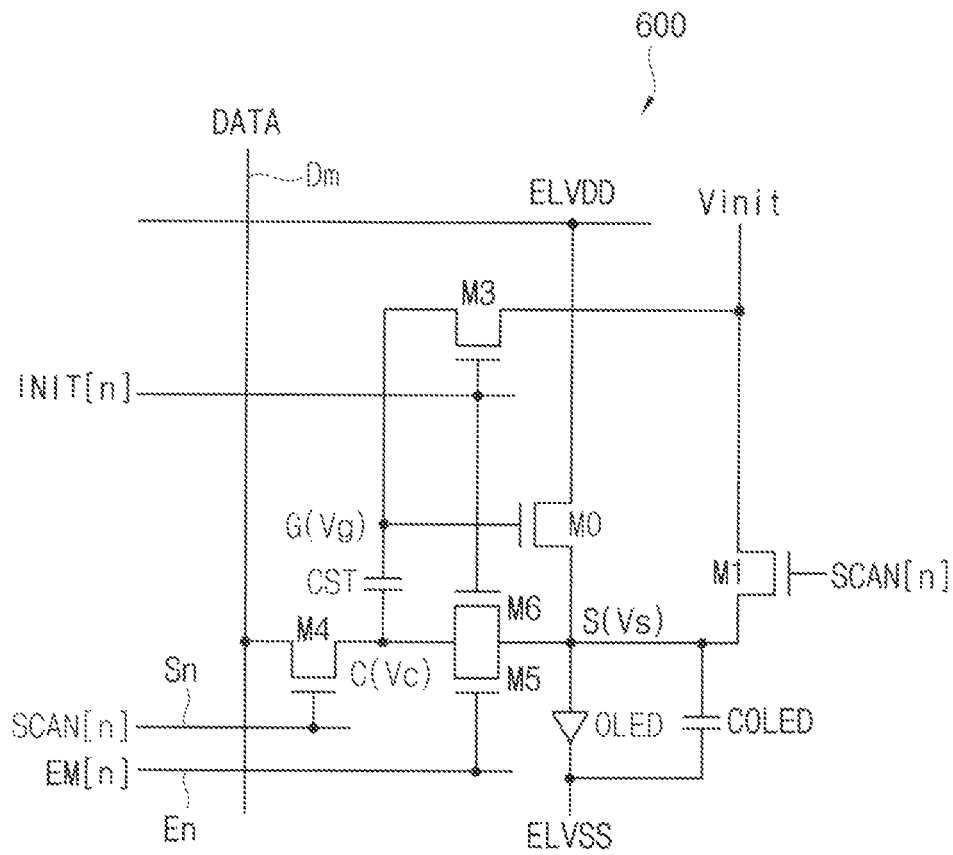 600
DATA
Dm
ELVDD
Vinit
M3
INIT[n]
G(Vg)
M0
CST
M1
SCAN[n]
M6
M4
S(Vs)
C(Vc)
M5
Sn
SCAN[n]
OLED
COLED
EM[n]
En
ELVSS